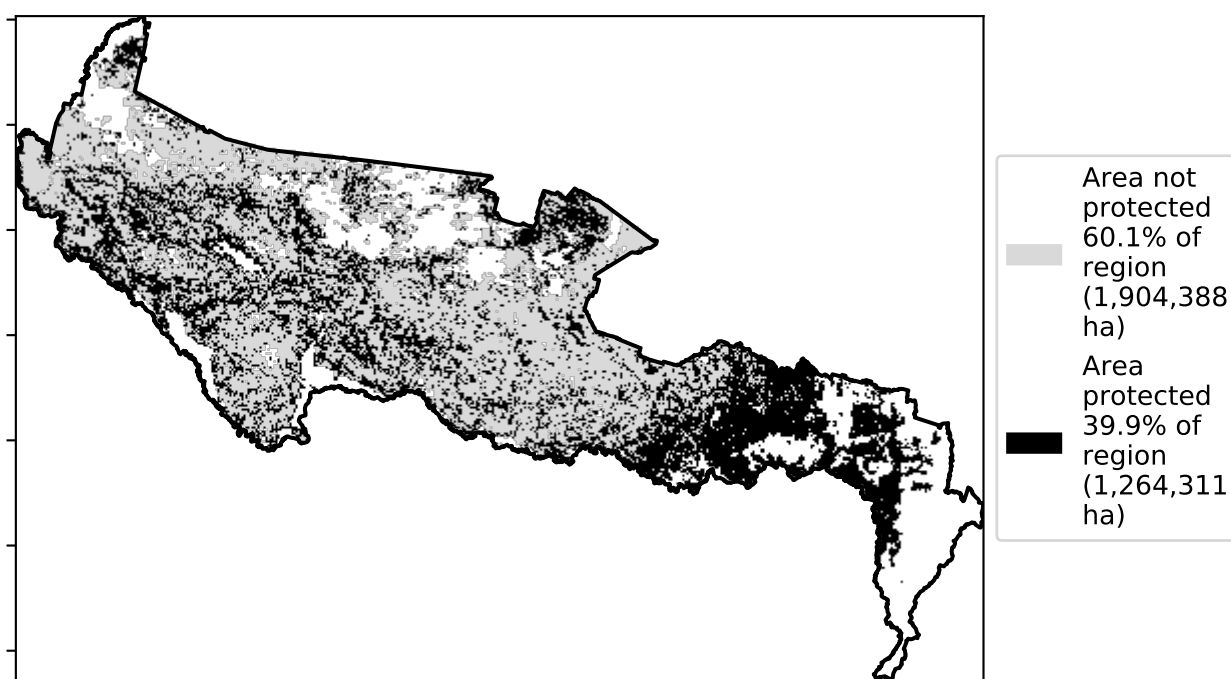 Area not
protected
60.1% of
region
(1,904,388
ha)
Area
protected
39.9% of
region
(1,264,311
ha)